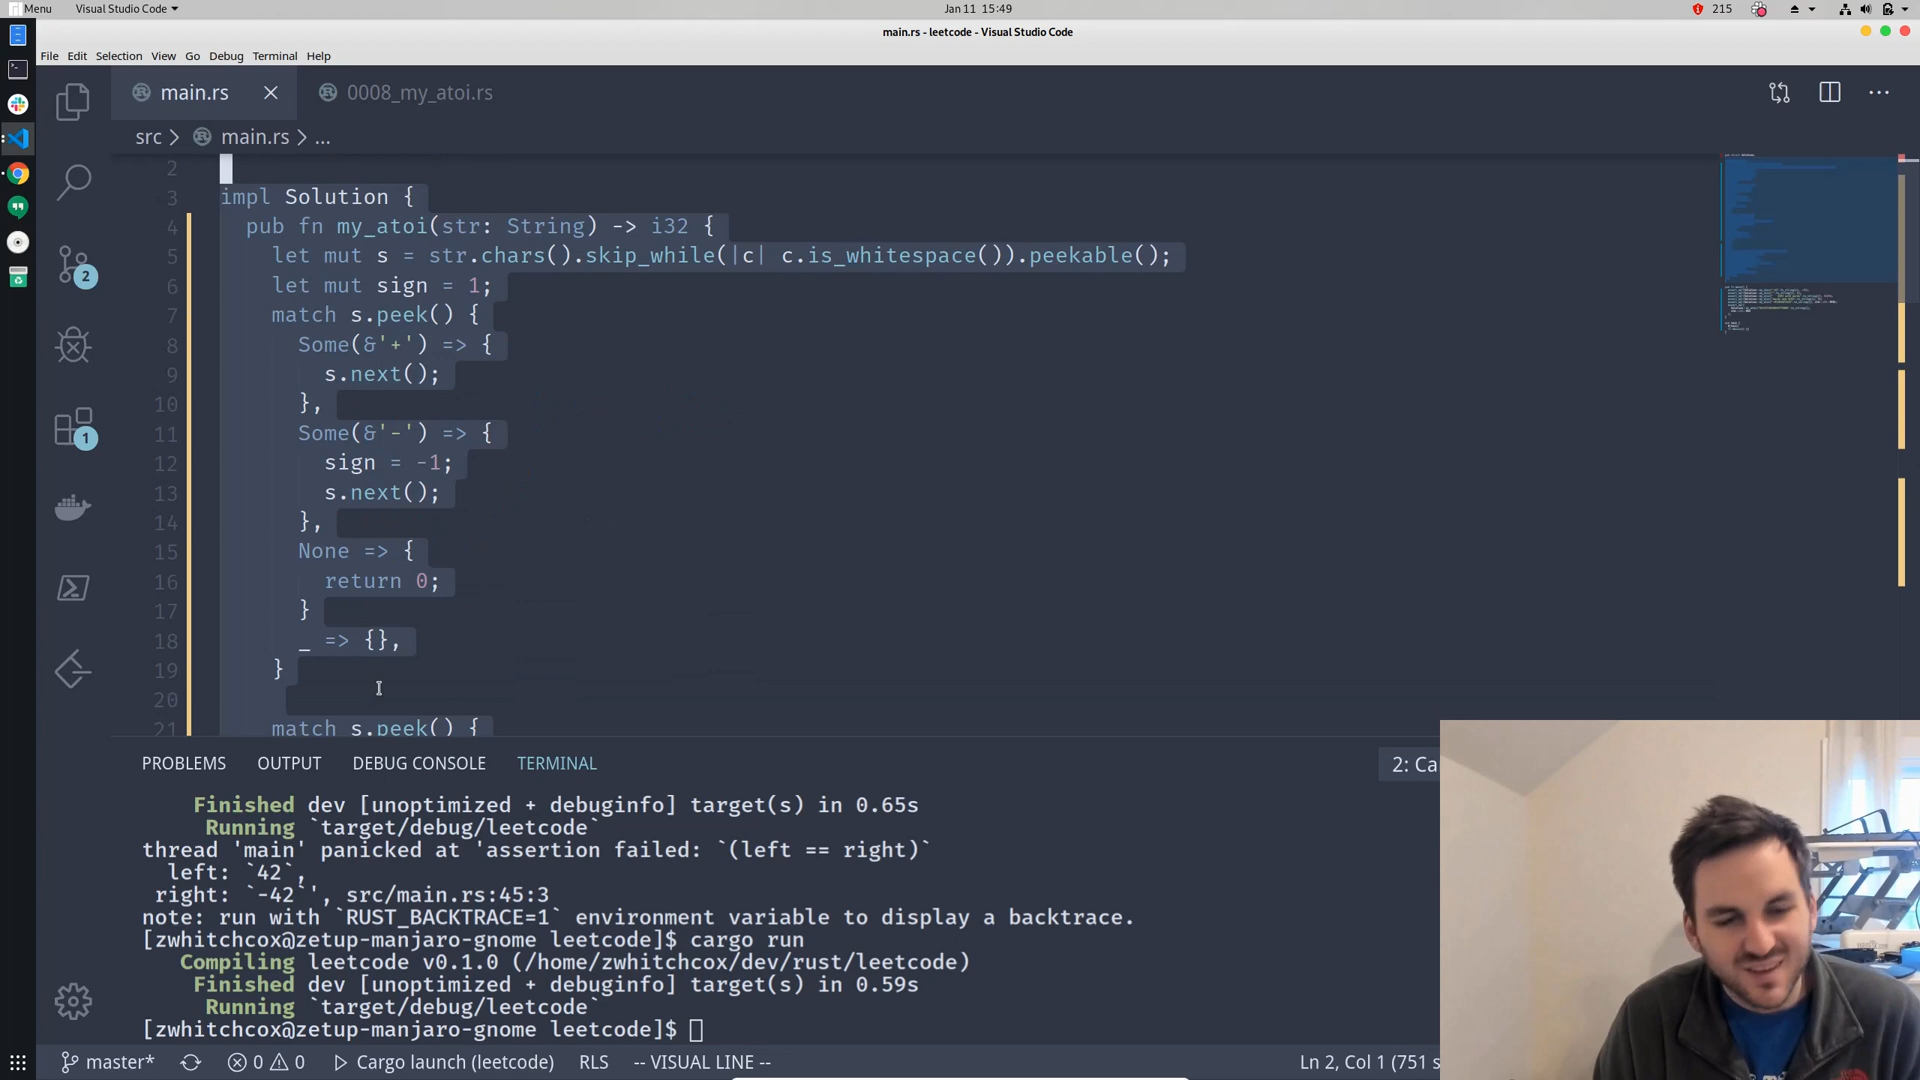 Menu Visual Studio Code Jan 11 15:49 215
main.rs - leetcode - Visual Studio Code
File Edit Selection View Go Debug Terminal Help
main.rs 0008_my_atoi.rs
src > main.rs > ...
2
3 impl Solution {
4 pub fn my_atoi(str: String) -> i32 {
5 let mut s = str.chars().skip_while(|c| c.is_whitespace()).peekable();
6 let mut sign = 1;
7 match s.peek() {
8 Some(&'+') => {
9 s.next();
10 },
11 Some(&'-') => {
12 sign = -1;
13 s.next();
14 },
15 None => {
16 return 0;
17 }
18 _ => {},
19 }
20
21 match s.peek() {
2
1
PROBLEMS OUTPUT DEBUG CONSOLE TERMINAL 2: Ca
Finished dev [unoptimized + debuginfo] target(s) in 0.65s
Running `target/debug/leetcode`
thread 'main' panicked at 'assertion failed: `(left == right)`
left: `42`,
right: `-42`', src/main.rs:45:3
note: run with `RUST_BACKTRACE=1` environment variable to display a backtrace.
[zwhitchcox@zetup-manjaro-gnome leetcode]$ cargo run
Compiling leetcode v0.1.0 (/home/zwhitchcox/dev/rust/leetcode)
Finished dev [unoptimized + debuginfo] target(s) in 0.59s
Running `target/debug/leetcode`
[zwhitchcox@zetup-manjaro-gnome leetcode]$
master* 0 0 Cargo launch (leetcode) RLS -- VISUAL LINE -- Ln 2, Col 1 (751 s